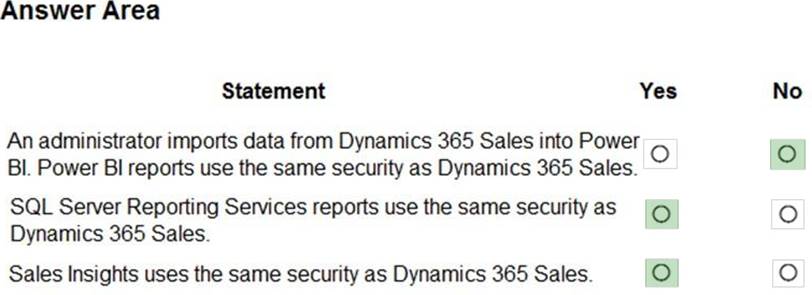 Answer Area
Statement Yes No
An administrator imports data from Dynamics 365 Sales into Power
BI. Power BI reports use the same security as Dynamics 365 Sales.
SQL Server Reporting Services reports use the same security as
Dynamics 365 Sales.
Sales Insights uses the same security as Dynamics 365 Sales.